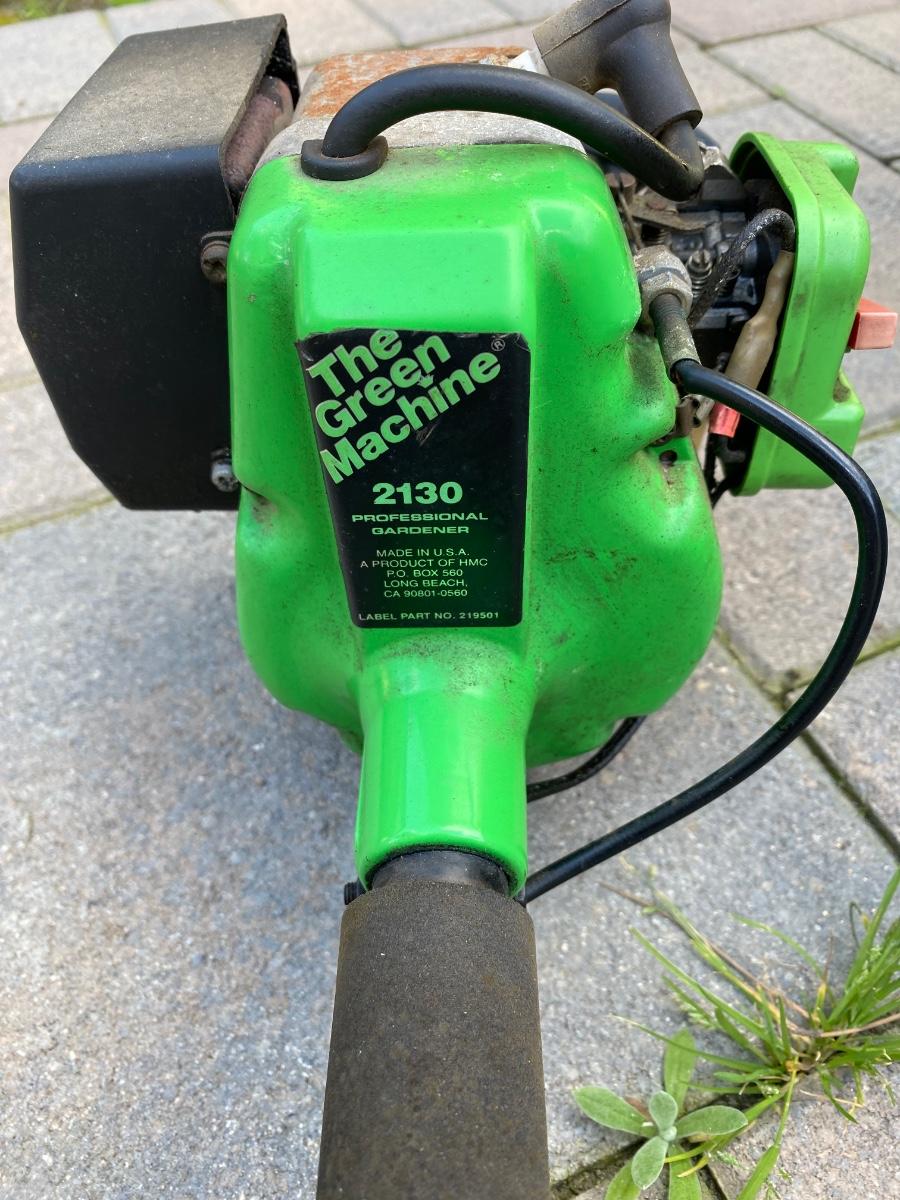 The
Green
Machine®
2130
PROFESSIONAL
GARDENER
MADE IN U.S.A.
A PRODUCT OF HMC
P.O. BOX 560
LONG BEACH,
CA 90801-0560
LABEL PART NO. 219501